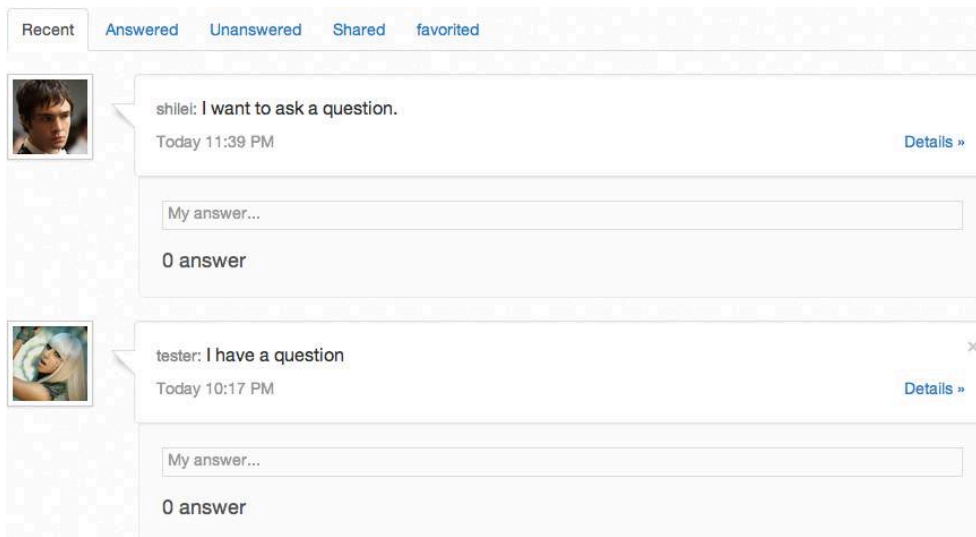 Recent Answered Unanswered Shared favorited
shilei: I want to ask a question.
Today 11:39 PM Details »
My answer...
0 answer
tester: I have a question ×
Today 10:17 PM Details »
My answer...
0 answer